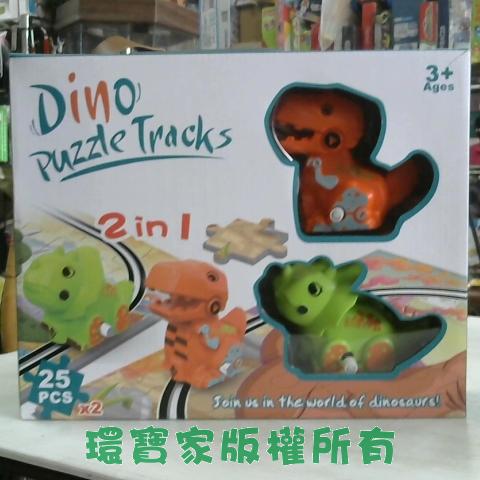 Dino
Puzzle Tracks
3+
Ages
2 in 1
25
PCS
x2
Join us in the world of dinosaurs!
環寶家版權所有